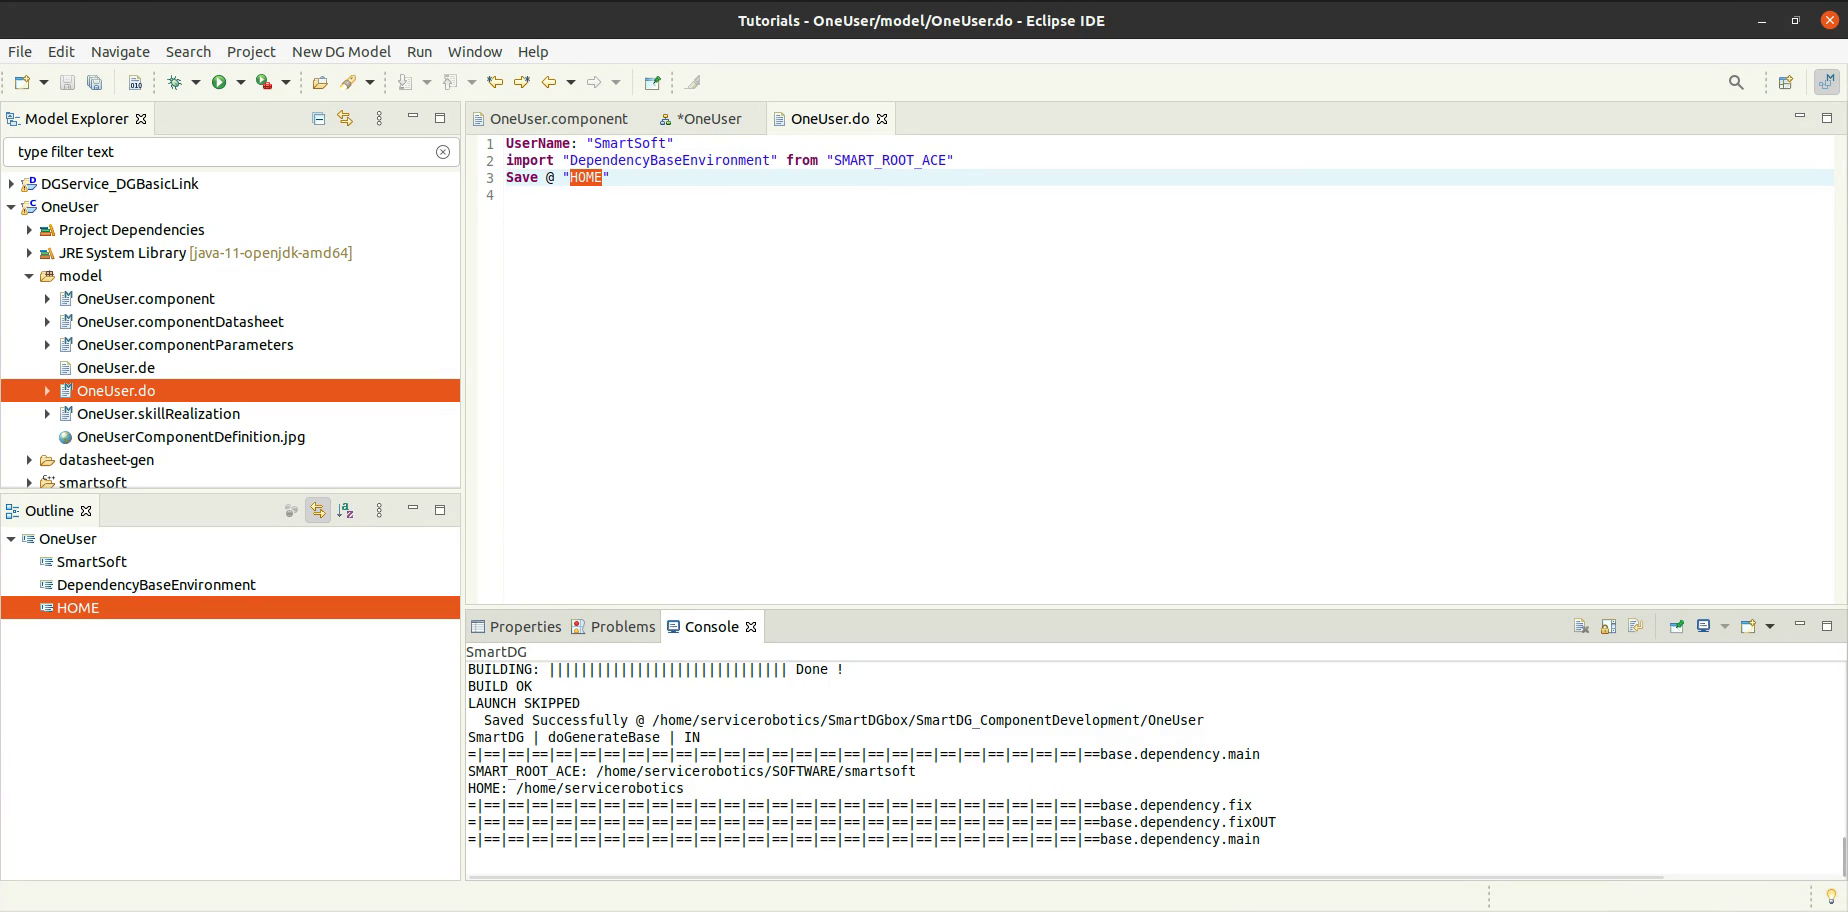 Tutorials - OneUser/model/OneUser.do - Eclipse IDE
File Edit Navigate Search Project New DG Model Run Window Help
Model Explorer
type filter text
DGService_DGBasicLink
OneUser
Project Dependencies
JRE System Library [java-11-openjdk-amd64]
model
OneUser.component
OneUser.componentDatasheet
OneUser.componentParameters
OneUser.de
OneUser.do
OneUser.skillRealization
OneUserComponentDefinition.jpg
datasheet-gen
smartsoft
Outline
OneUser
SmartSoft
DependencyBaseEnvironment
HOME
OneUser.component *OneUser OneUser.do
1 UserName: "SmartSoft"
2 import "DependencyBaseEnvironment" from "SMART_ROOT_ACE"
3 Save @ "HOME"
4
Properties Problems Console
SmartDG
BUILDING: |||||||||||||||||||||||||||||| Done !
BUILD OK
LAUNCH SKIPPED
Saved Successfully @ /home/servicerobotics/SmartDGbox/SmartDG_ComponentDevelopment/OneUser
SmartDG | doGenerateBase | IN
=|==|==|==|==|==|==|==|==|==|==|==|==|==|==|==|==|==|==|==|==|==|==|==|==|==|==base.dependency.main
SMART_ROOT_ACE: /home/servicerobotics/SOFTWARE/smartsoft
HOME: /home/servicerobotics
=|==|==|==|==|==|==|==|==|==|==|==|==|==|==|==|==|==|==|==|==|==|==|==|==|==|==base.dependency.fix
=|==|==|==|==|==|==|==|==|==|==|==|==|==|==|==|==|==|==|==|==|==|==|==|==|==|==base.dependency.fixOUT
=|==|==|==|==|==|==|==|==|==|==|==|==|==|==|==|==|==|==|==|==|==|==|==|==|==|==base.dependency.main